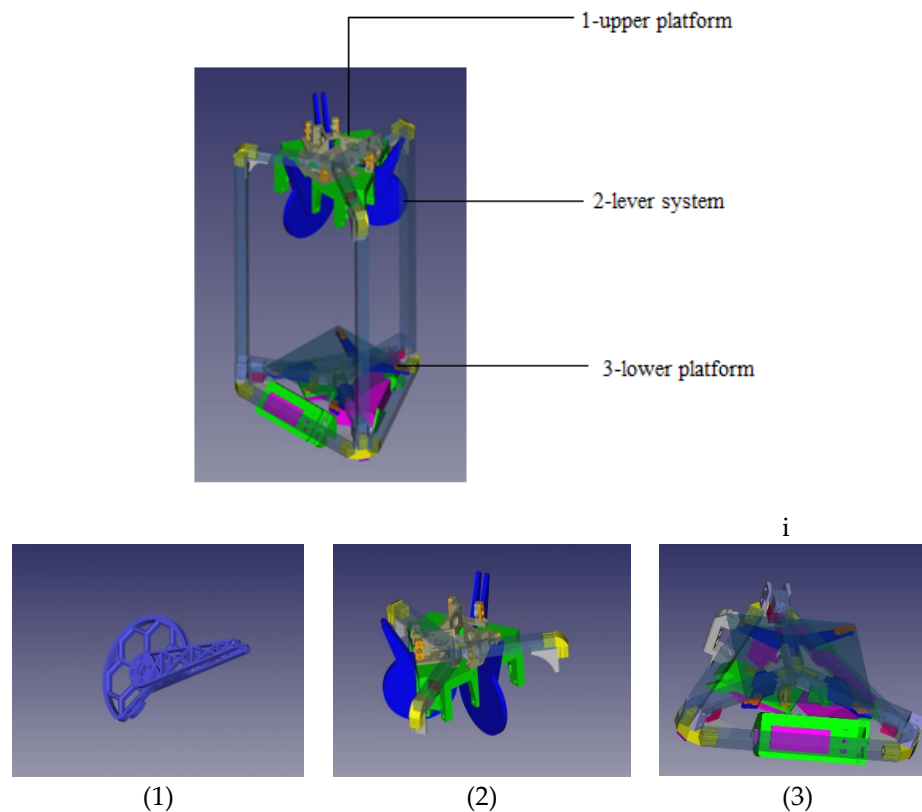 1-upper platform
2-lever system
3-lower platform
i
(1)
(2)
(3)